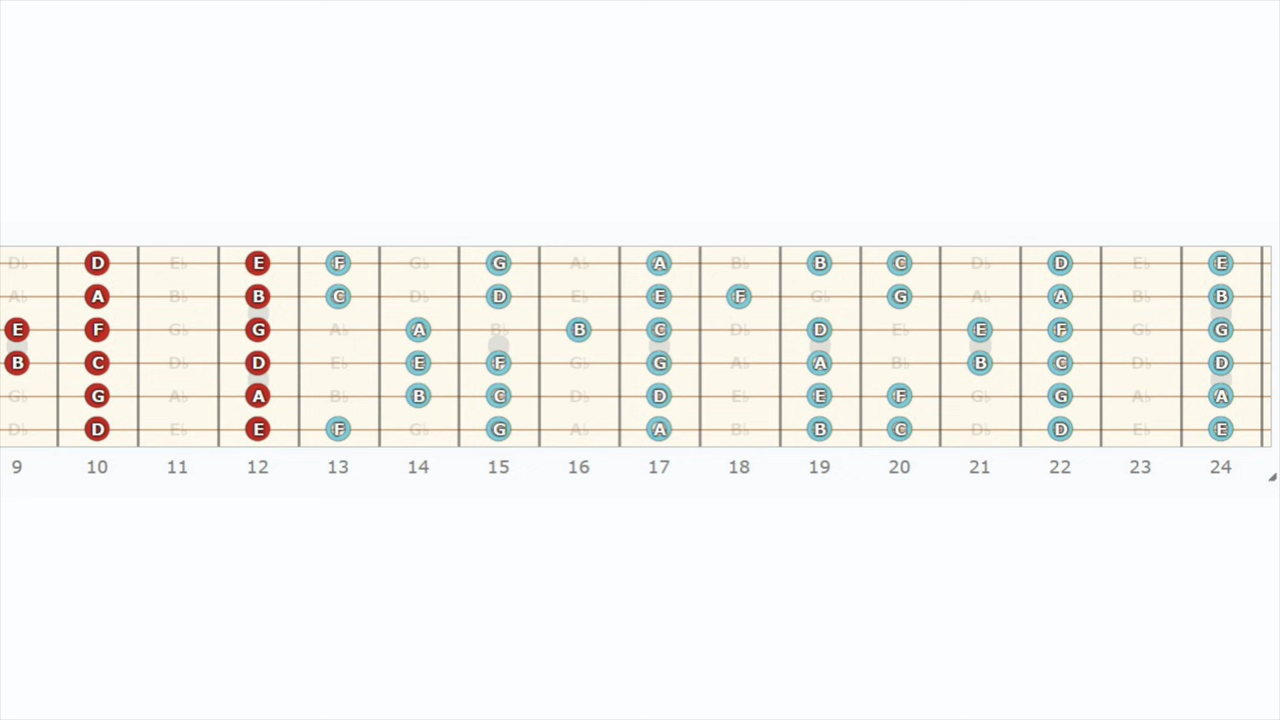 D♭ D E♭ E F G♭ G A♭ A B♭ B C D♭ D E♭ E
A♭ A B♭ B C D♭ D E♭ E F G♭ G A♭ A B♭ B
E F G♭ G A♭ A B♭ B C D♭ D E♭ E F G♭ G
B C D♭ D E♭ E F G♭ G A♭ A B♭ B C D♭ D
G♭ G A♭ A B♭ B C D♭ D E♭ E F G♭ G A♭ A
D♭ D E♭ E F G♭ G A♭ A B♭ B C D♭ D E♭ E
9 10 11 12 13 14 15 16 17 18 19 20 21 22 23 24